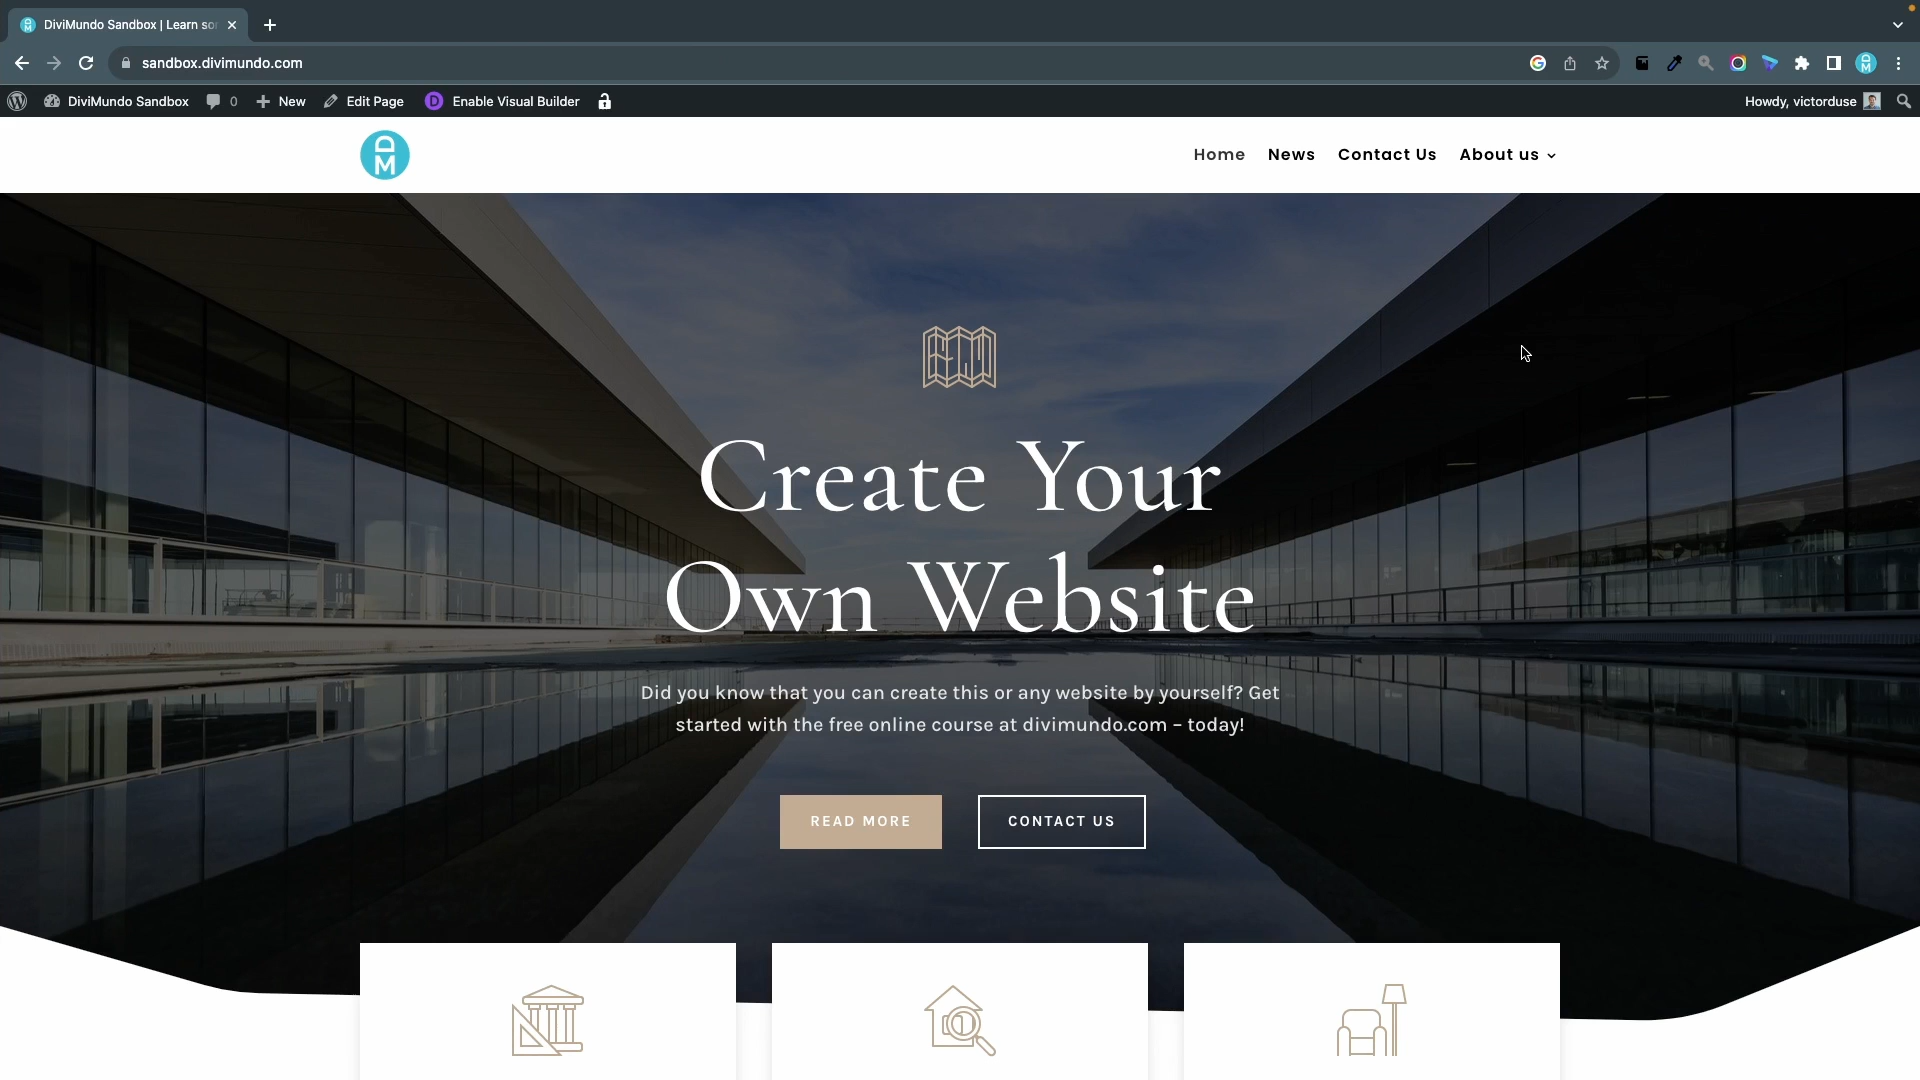 DiviMundo Sandbox | Learn so
sandbox.divimundo.com
DiviMundo Sandbox 0 New Edit Page D Enable Visual Builder Howdy, victorduse
DM Home News Contact Us About us
Create Your
Own Website
Did you know that you can create this or any website by yourself? Get
started with the free online course at divimundo.com – today!
READ MORE CONTACT US